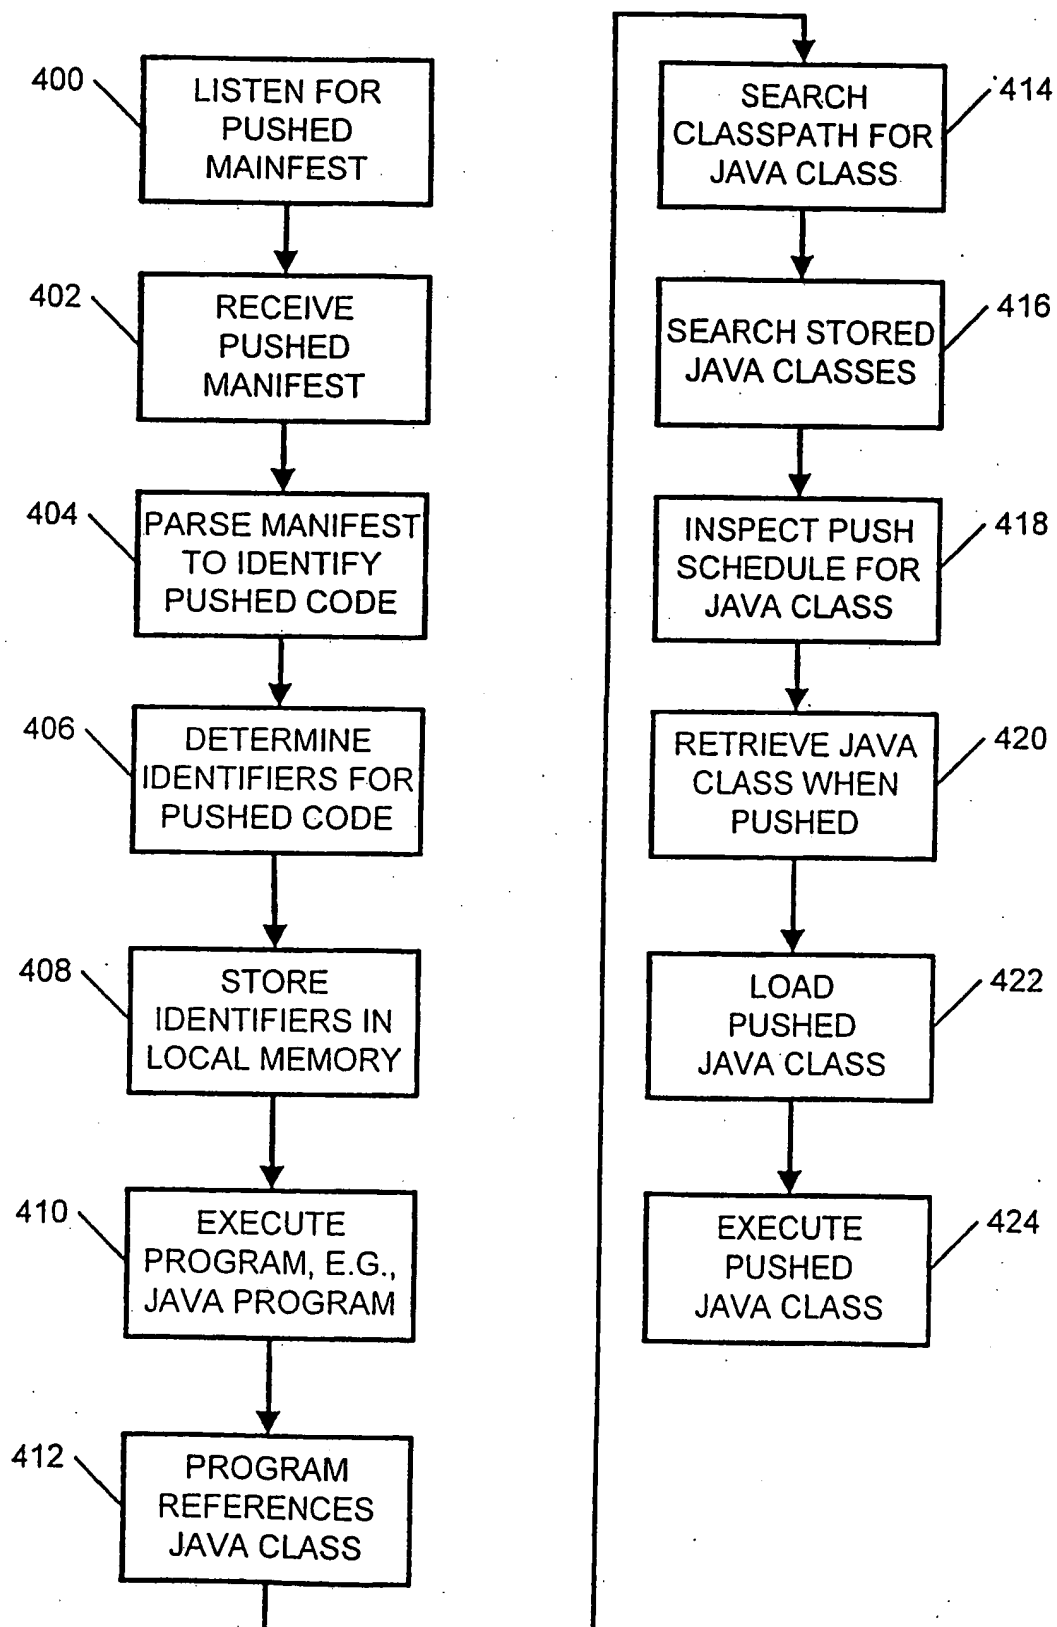 400
LISTEN FOR
PUSHED
MAINFEST
402
RECEIVE
PUSHED
MANIFEST
404
PARSE MANIFEST
TO IDENTIFY
PUSHED CODE
406
DETERMINE
IDENTIFIERS FOR
PUSHED CODE
408
STORE
IDENTIFIERS IN
LOCAL MEMORY
410
EXECUTE
PROGRAM, E.G.,
JAVA PROGRAM
412
PROGRAM
REFERENCES
JAVA CLASS
414
SEARCH
CLASSPATH FOR
JAVA CLASS
416
SEARCH STORED
JAVA CLASSES
418
INSPECT PUSH
SCHEDULE FOR
JAVA CLASS
420
RETRIEVE JAVA
CLASS WHEN
PUSHED
422
LOAD
PUSHED
JAVA CLASS
424
EXECUTE
PUSHED
JAVA CLASS